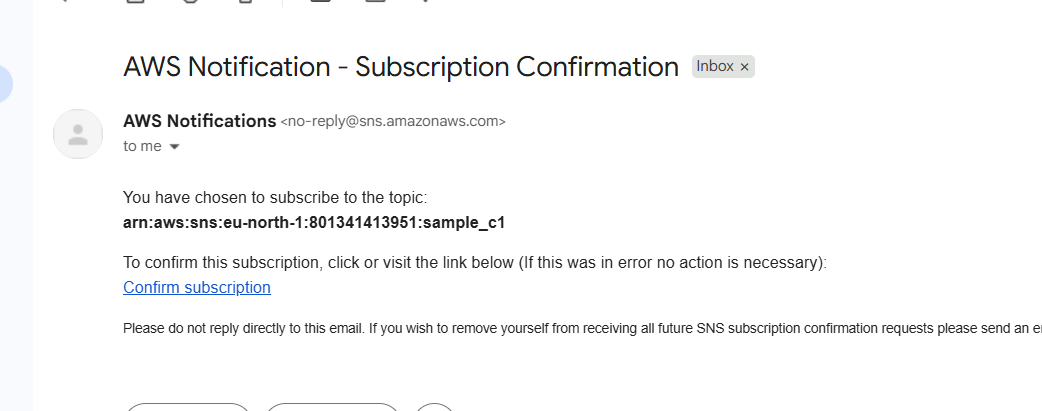 AWS Notification - Subscription Confirmation Inbox ×
AWS Notifications <no-reply@sns.amazonaws.com>
to me
You have chosen to subscribe to the topic:
arn:aws:sns:eu-north-1:801341413951:sample_c1
To confirm this subscription, click or visit the link below (If this was in error no action is necessary):
Confirm subscription
Please do not reply directly to this email. If you wish to remove yourself from receiving all future SNS subscription confirmation requests please send an